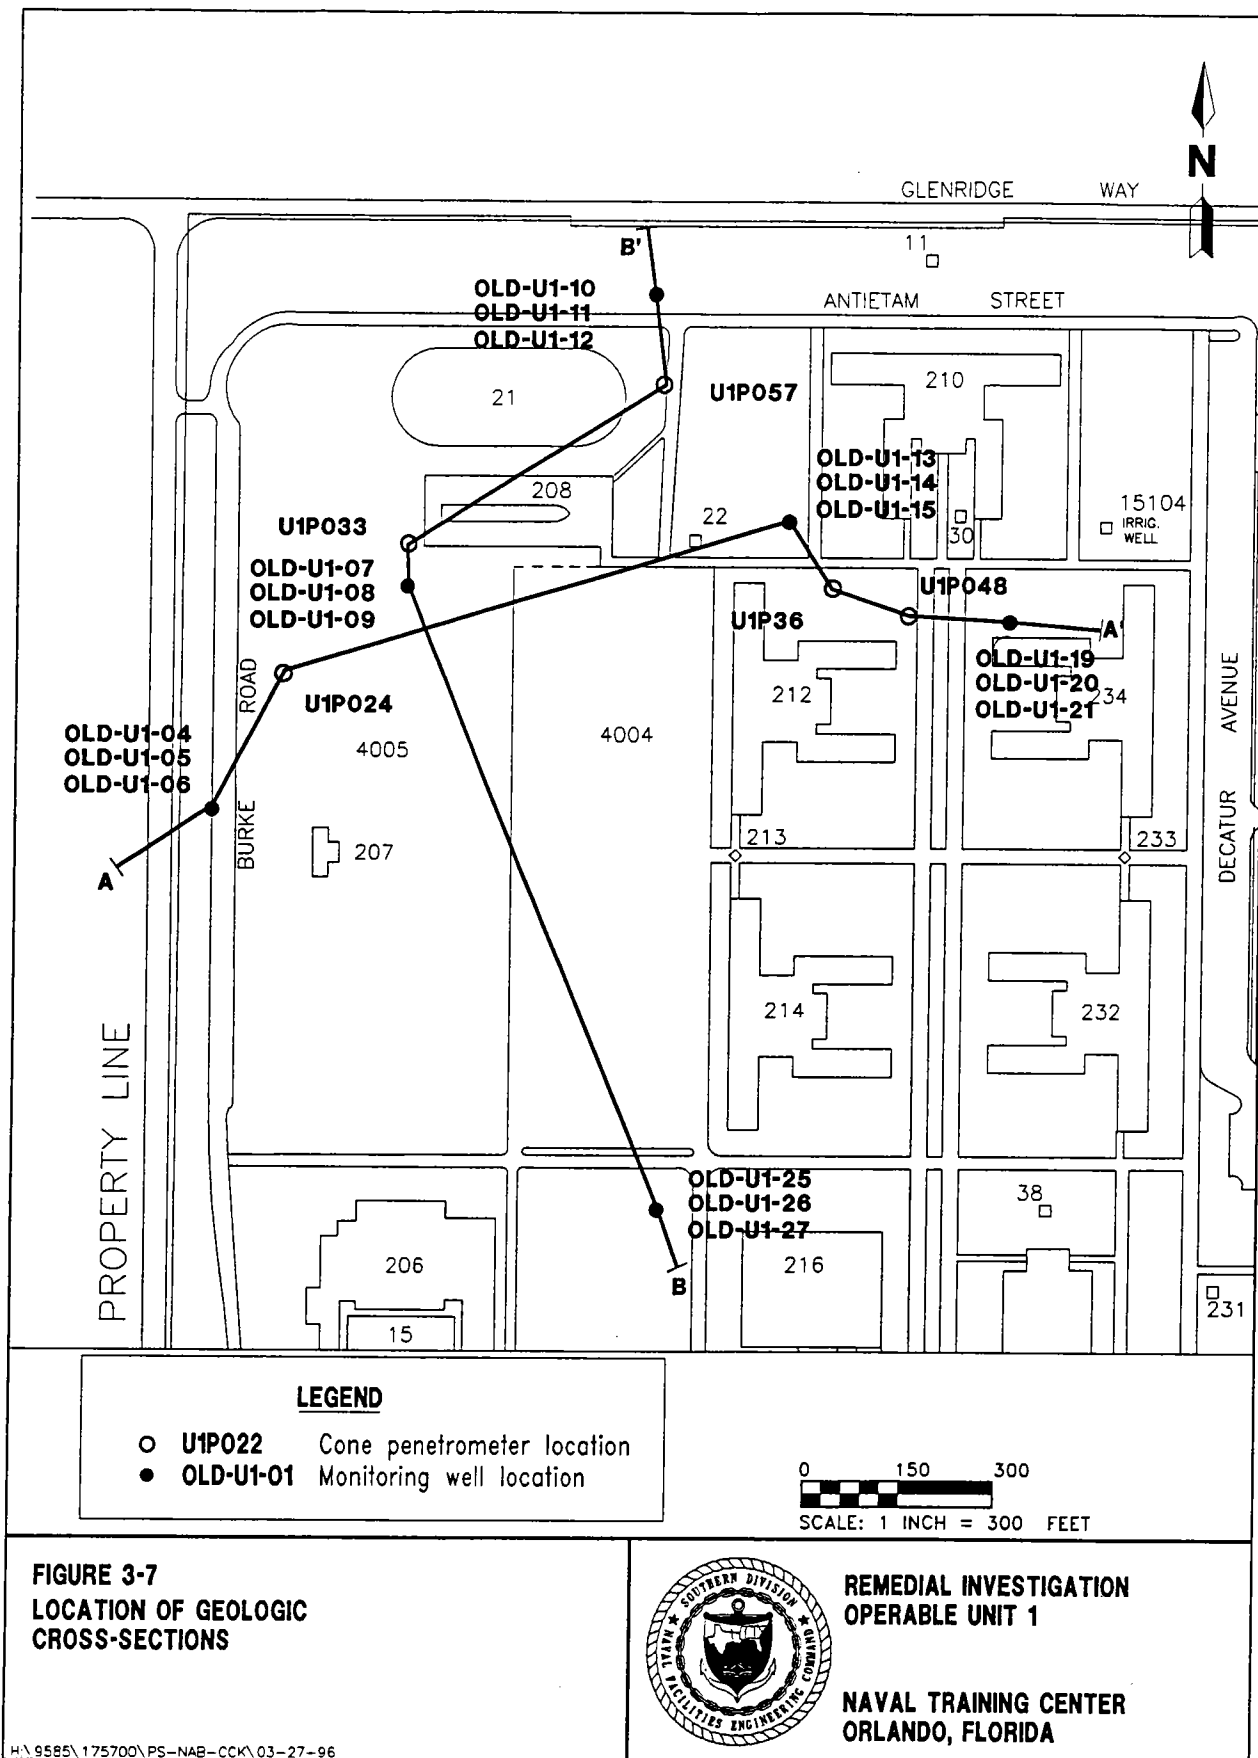 N
GLENRIDGE WAY
B'
11
OLD-U1-10
OLD-U1-11
OLD-U1-12
ANTIETAM STREET
21
U1P057
210
OLD-U1-13
OLD-U1-14
OLD-U1-15
208
22
30
15104
IRRIG.
WELL
U1P033
OLD-U1-07
OLD-U1-08
OLD-U1-09
U1P048
U1P36
A'
OLD-U1-19
OLD-U1-20
OLD-U1-21
234
212
U1P024
4005
4004
OLD-U1-04
OLD-U1-05
OLD-U1-06
BURKE ROAD
DECATUR AVENUE
207
213
233
A
214
232
PROPERTY LINE
OLD-U1-25
OLD-U1-26
OLD-U1-27
38
206
216
B
15
231
LEGEND
U1P022 Cone penetrometer location
OLD-U1-01 Monitoring well location
0 150 300
SCALE: 1 INCH = 300 FEET
FIGURE 3-7
LOCATION OF GEOLOGIC
CROSS-SECTIONS
SOUTHERN DIVISION
NAVAL FACILITIES ENGINEERING COMMAND
REMEDIAL INVESTIGATION
OPERABLE UNIT 1
NAVAL TRAINING CENTER
ORLANDO, FLORIDA
H:\9585\175700\PS-NAB-CCK\03-27-96